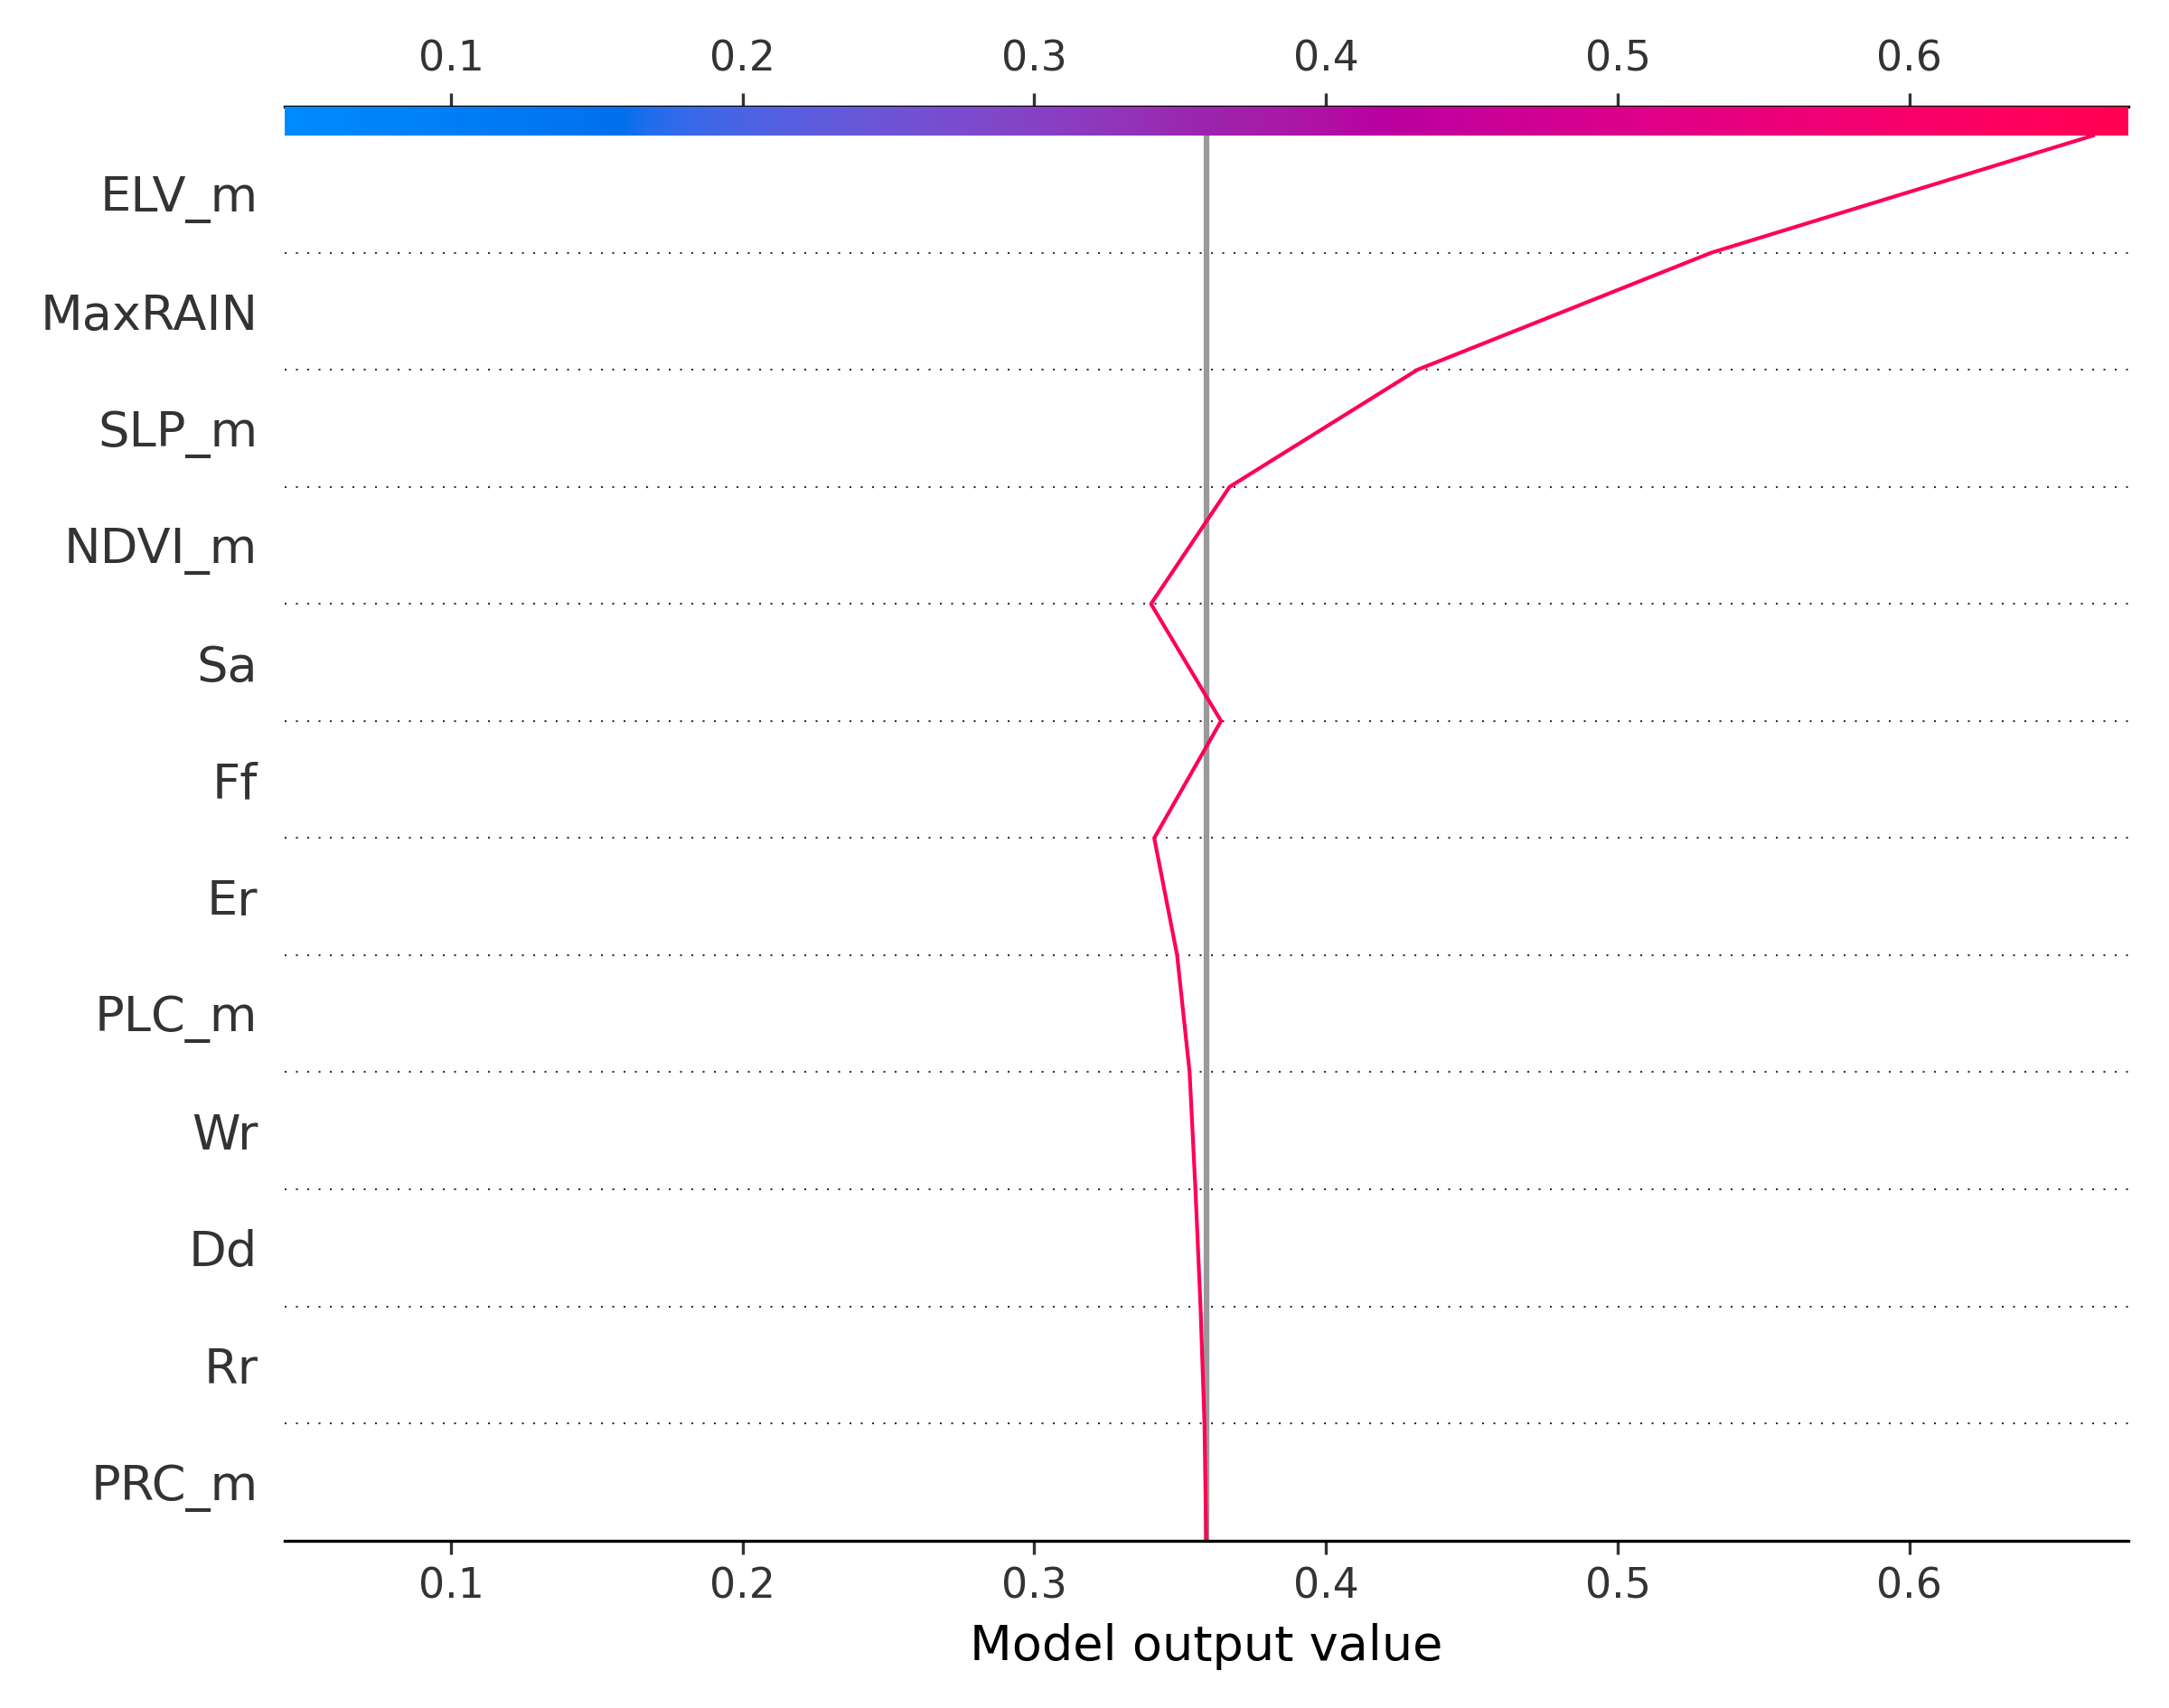 0.1 0.2 0.3 0.4 0.5 0.6
ELV_m
MaxRAIN
SLP_m
NDVI_m
Sa
Ff
Er
PLC_m
Wr
Dd
Rr
PRC_m
0.1 0.2 0.3 0.4 0.5 0.6
Model output value